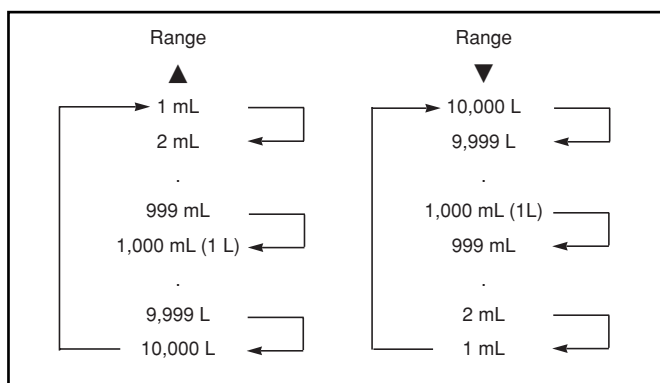 Range
▲
1 mL
2 mL
.
999 mL
1,000 mL (1 L)
.
9,999 L
10,000 L
Range
▼
10,000 L
9,999 L
.
1,000 mL (1L)
999 mL
.
2 mL
1 mL